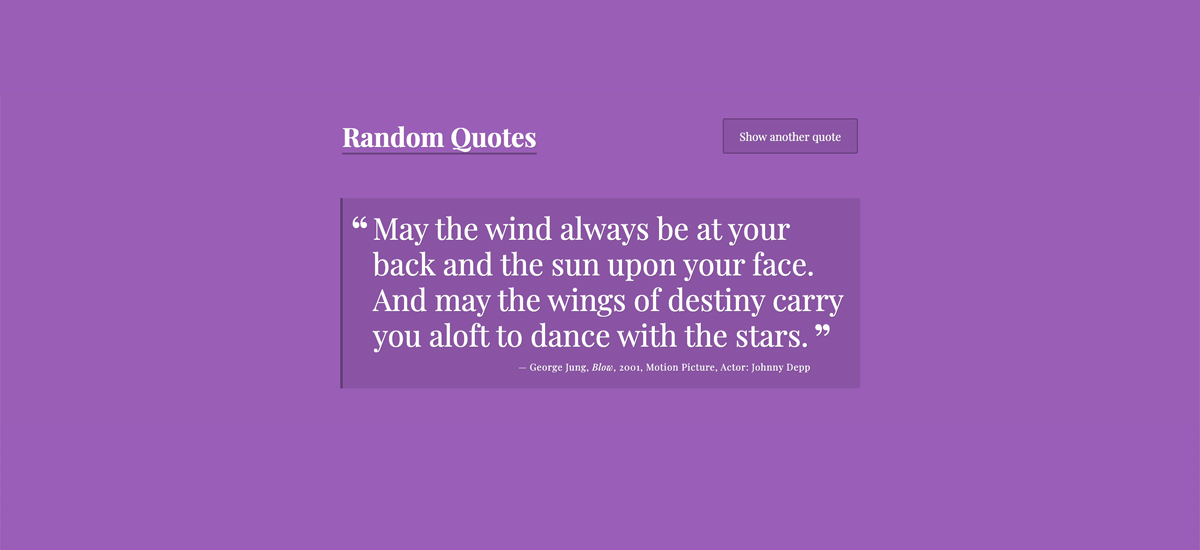 Random Quotes
Show another quote
“ May the wind always be at your
back and the sun upon your face.
And may the wings of destiny carry
you aloft to dance with the stars. ”
— George Jung, Blow, 2001, Motion Picture, Actor: Johnny Depp